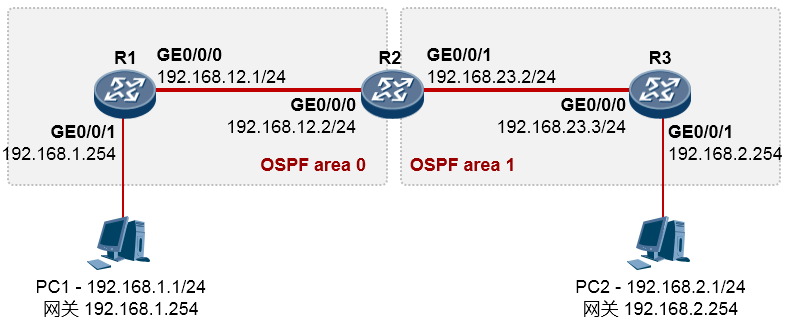 R1
GE0/0/0
192.168.12.1/24
R2
GE0/0/1
192.168.23.2/24
R3
GE0/0/0
192.168.12.2/24
GE0/0/0
192.168.23.3/24
GE0/0/1
192.168.1.254
GE0/0/1
192.168.2.254
OSPF area 0
OSPF area 1
PC1 - 192.168.1.1/24
网关 192.168.1.254
PC2 - 192.168.2.1/24
网关 192.168.2.254